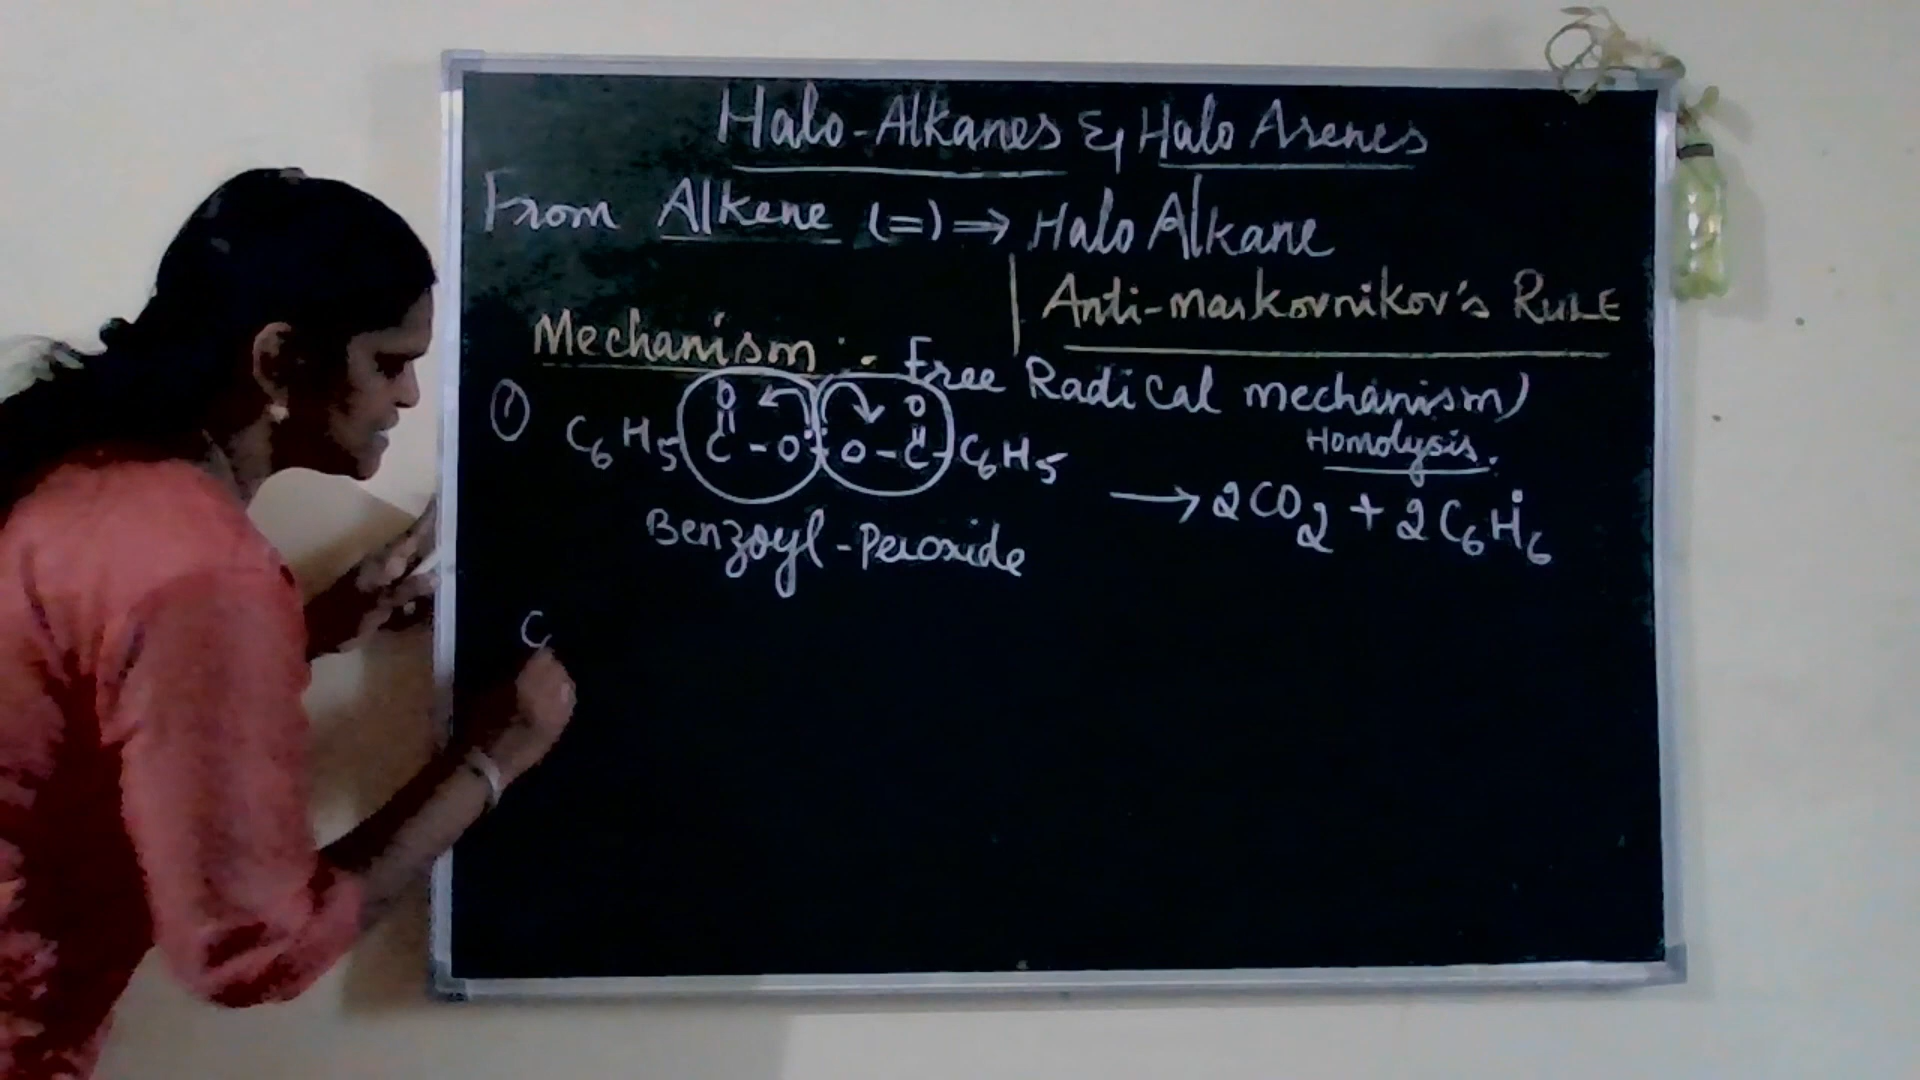 Halo-Alkanes & Halo Arenes
From Alkene (=) ⇒ Halo Alkane
Anti-markovnikov's RULE
Mechanism :- Free Radical mechanism)
Homolysis.
① C6H5 C(=O) - O : O - C(=O) - C6H5 → 2CO2 + 2C6Ḣ6
Benzoyl-Peroxide
C